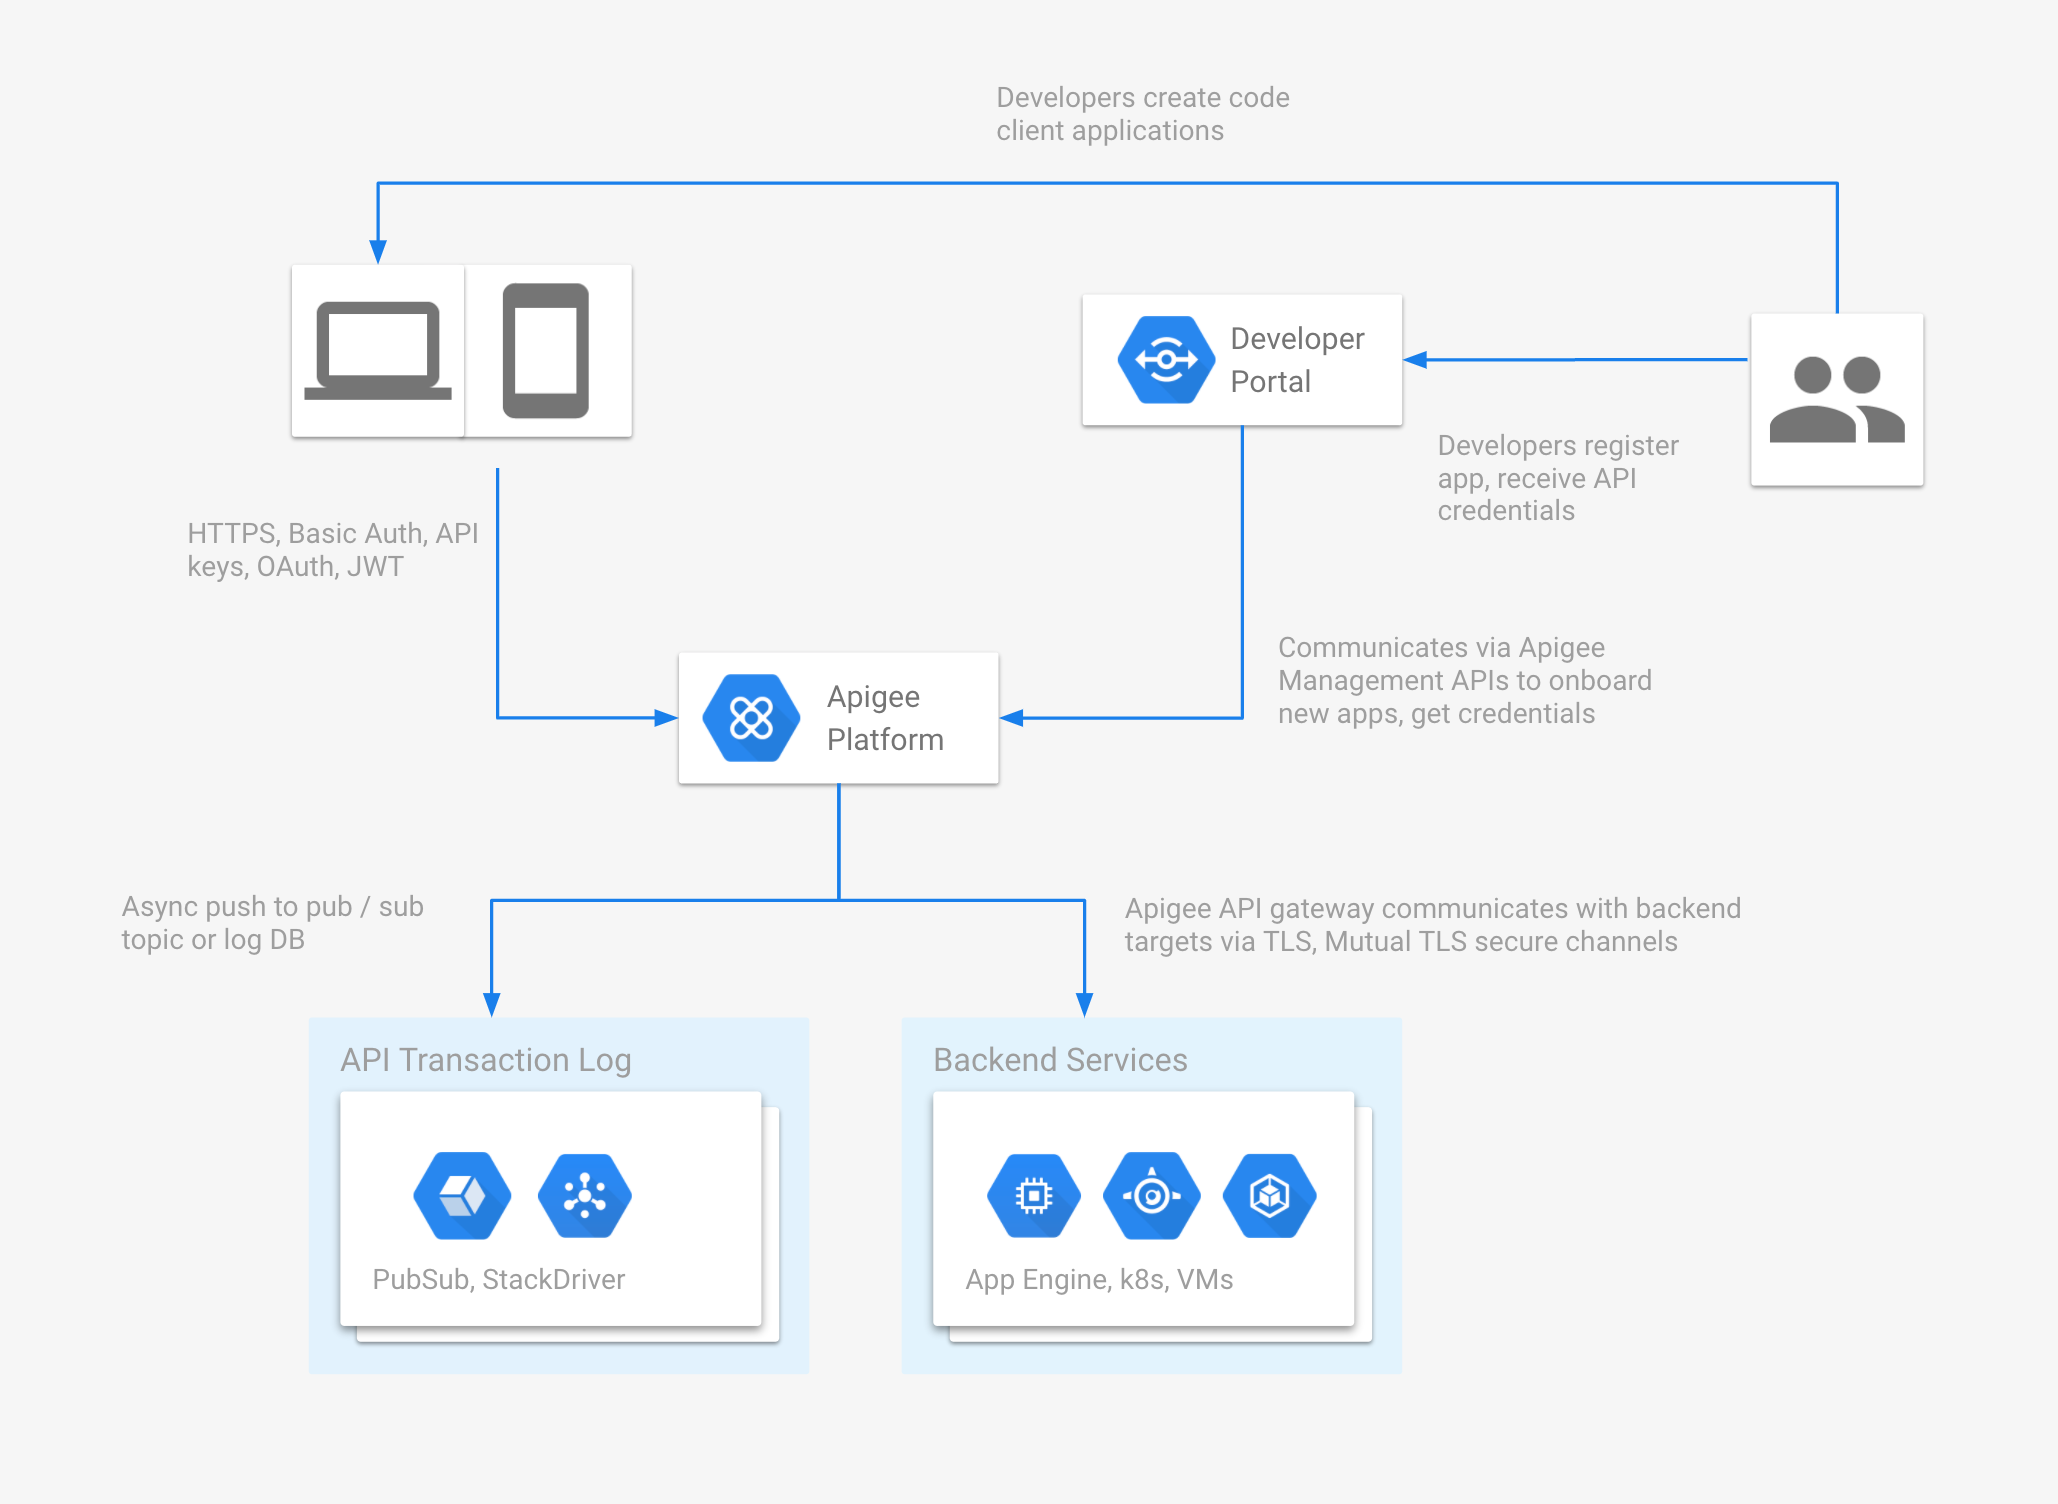 Developers create code
client applications
Developer
Portal
Developers register
app, receive API
credentials
HTTPS, Basic Auth, API
keys, OAuth, JWT
Communicates via Apigee
Management APIs to onboard
new apps, get credentials
Apigee
Platform
Async push to pub / sub
topic or log DB
Apigee API gateway communicates with backend
targets via TLS, Mutual TLS secure channels
API Transaction Log
PubSub, StackDriver
Backend Services
App Engine, k8s, VMs